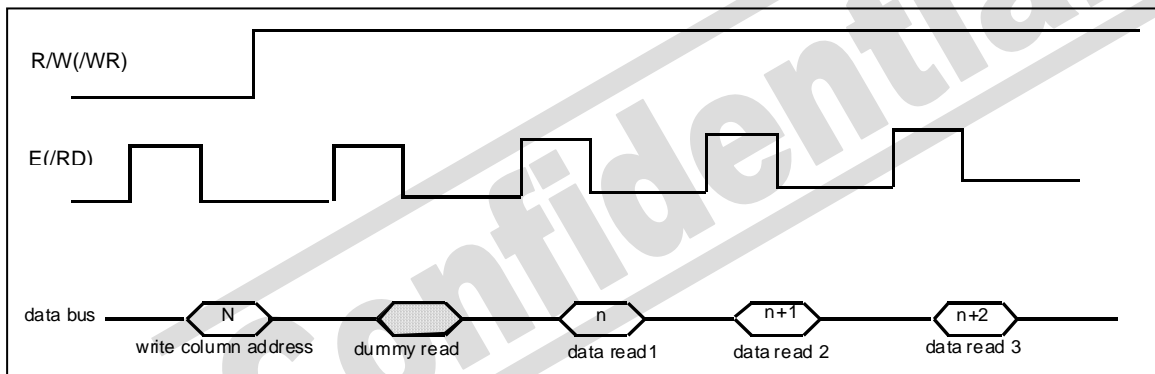 Confidential
R/W(/WR)
E(/RD)
data bus
N
n
n+1
n+2
write column address
dummy read
data read1
data read 2
data read 3